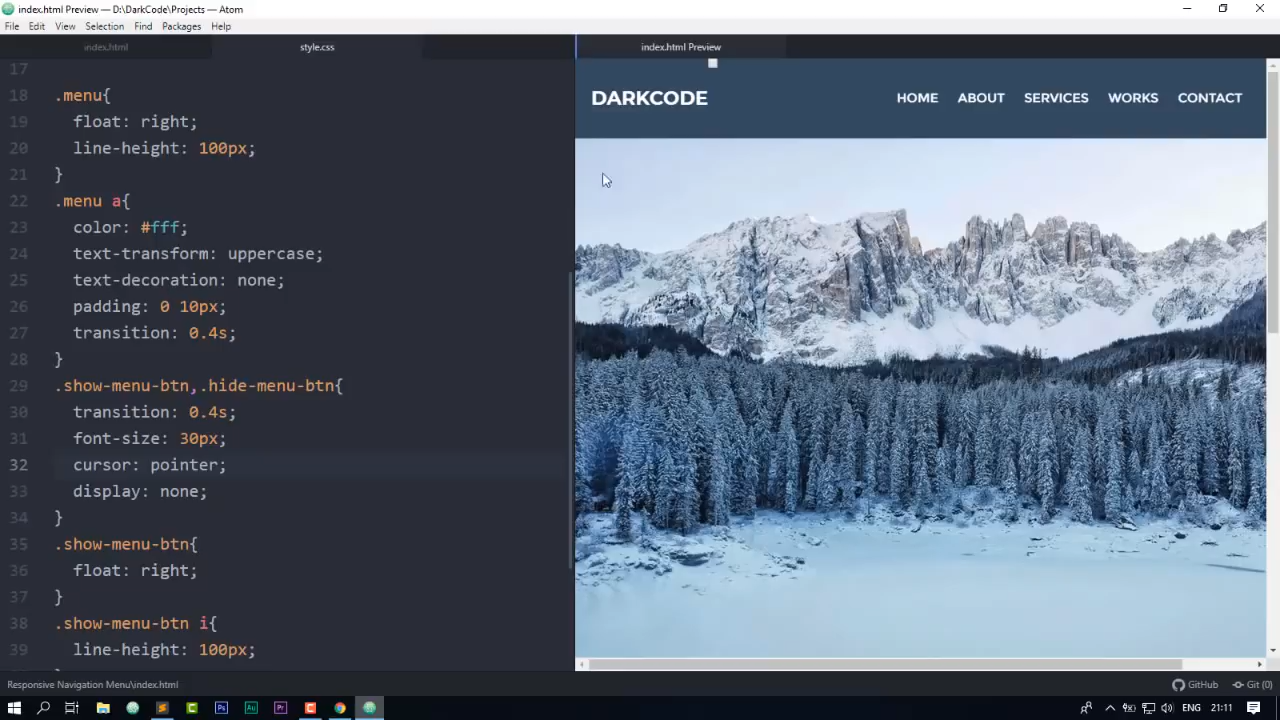 index.html Preview — D:\DarkCode\Projects — Atom
File Edit View Selection Find Packages Help
index.html style.css index.html Preview
17
18 .menu{
19 float: right;
20 line-height: 100px;
21 }
22 .menu a{
23 color: #fff;
24 text-transform: uppercase;
25 text-decoration: none;
26 padding: 0 10px;
27 transition: 0.4s;
28 }
29 .show-menu-btn,.hide-menu-btn{
30 transition: 0.4s;
31 font-size: 30px;
32 cursor: pointer;
33 display: none;
34 }
35 .show-menu-btn{
36 float: right;
37 }
38 .show-menu-btn i{
39 line-height: 100px;
DARKCODE HOME ABOUT SERVICES WORKS CONTACT
Responsive Navigation Menu\index.html GitHub Git (0)
Ps Au Pr ENG 21:11